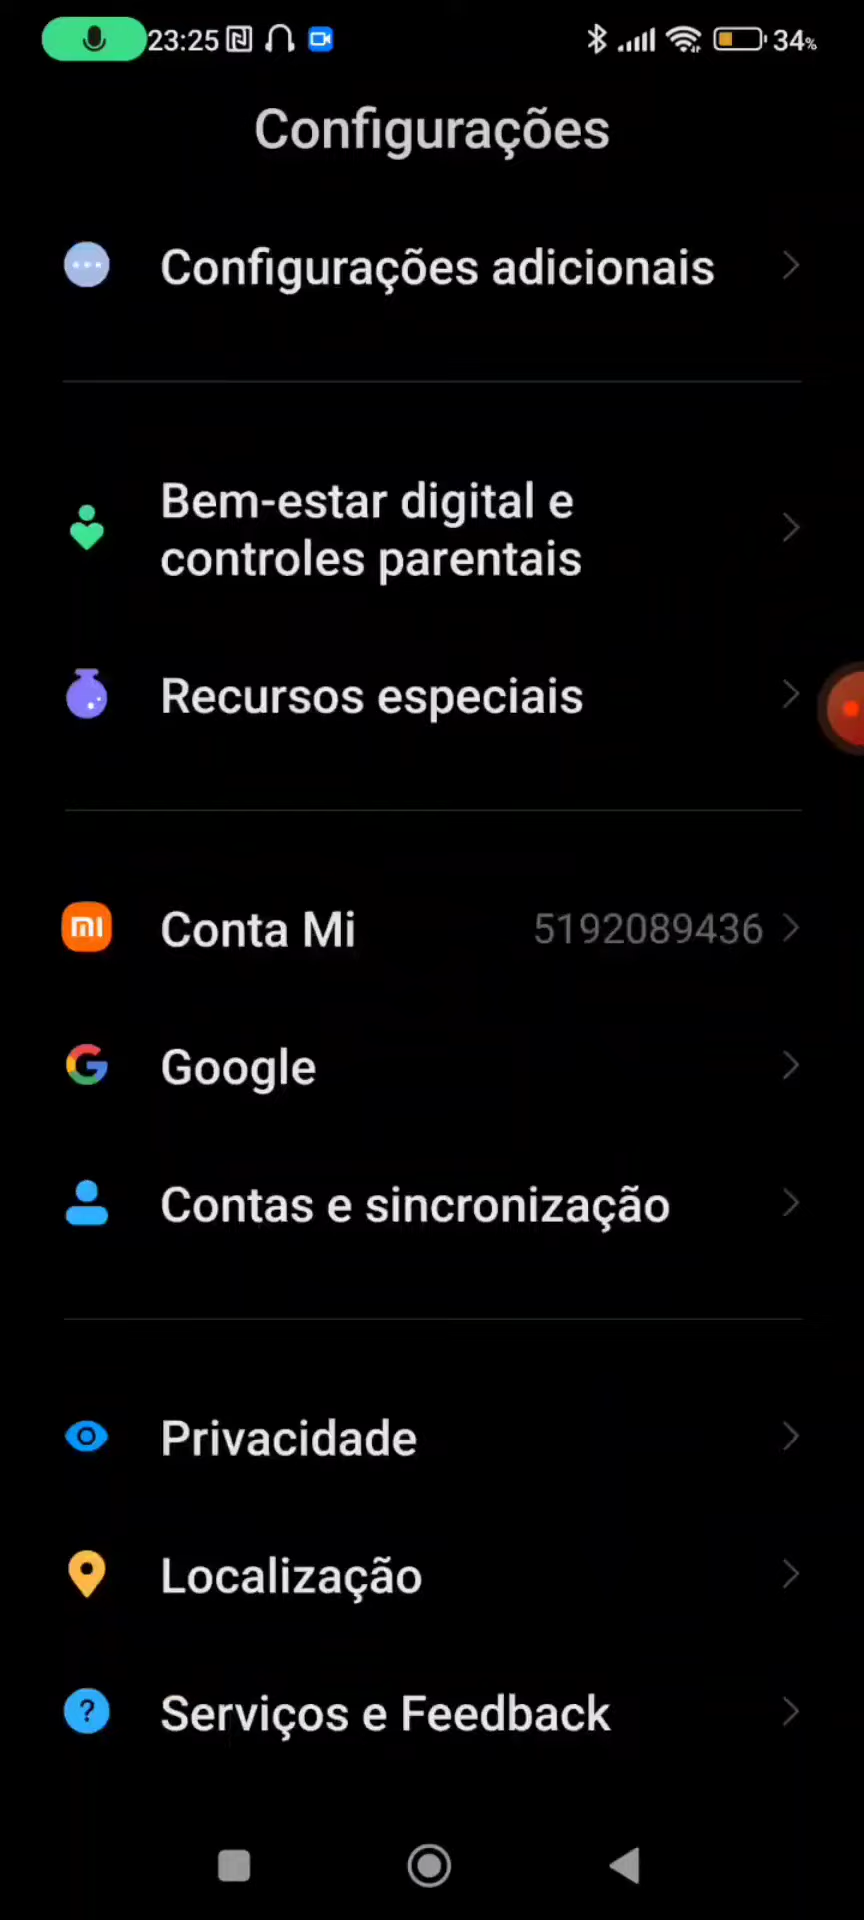 23:25 34%
Configurações
Configurações adicionais
Bem-estar digital e
controles parentais
Recursos especiais
mi Conta Mi 5192089436
Google
Contas e sincronização
Privacidade
Localização
? Serviços e Feedback